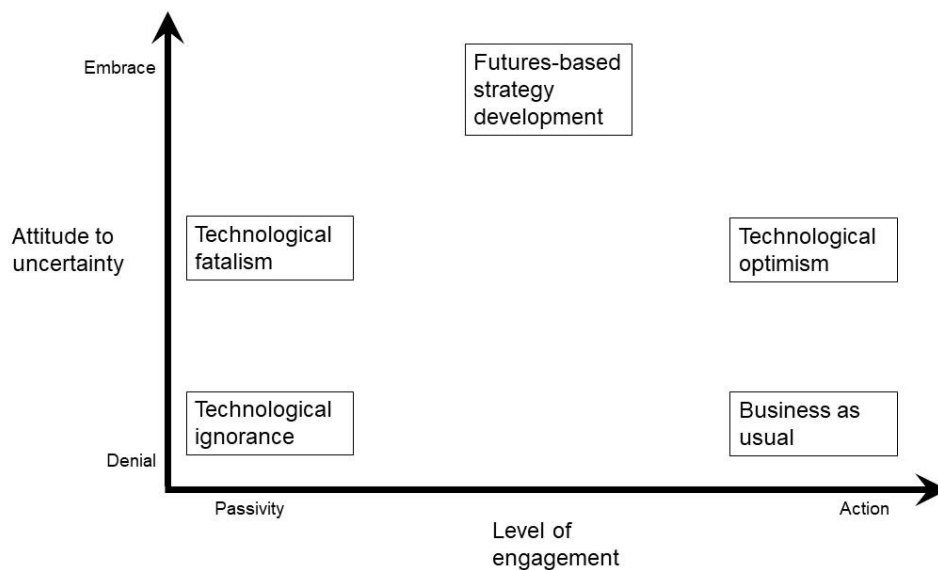 Embrace
Futures-based
strategy
development
Attitude to
uncertainty
Technological
fatalism
Technological
optimism
Technological
ignorance
Business as
usual
Denial
Passivity
Action
Level of
engagement